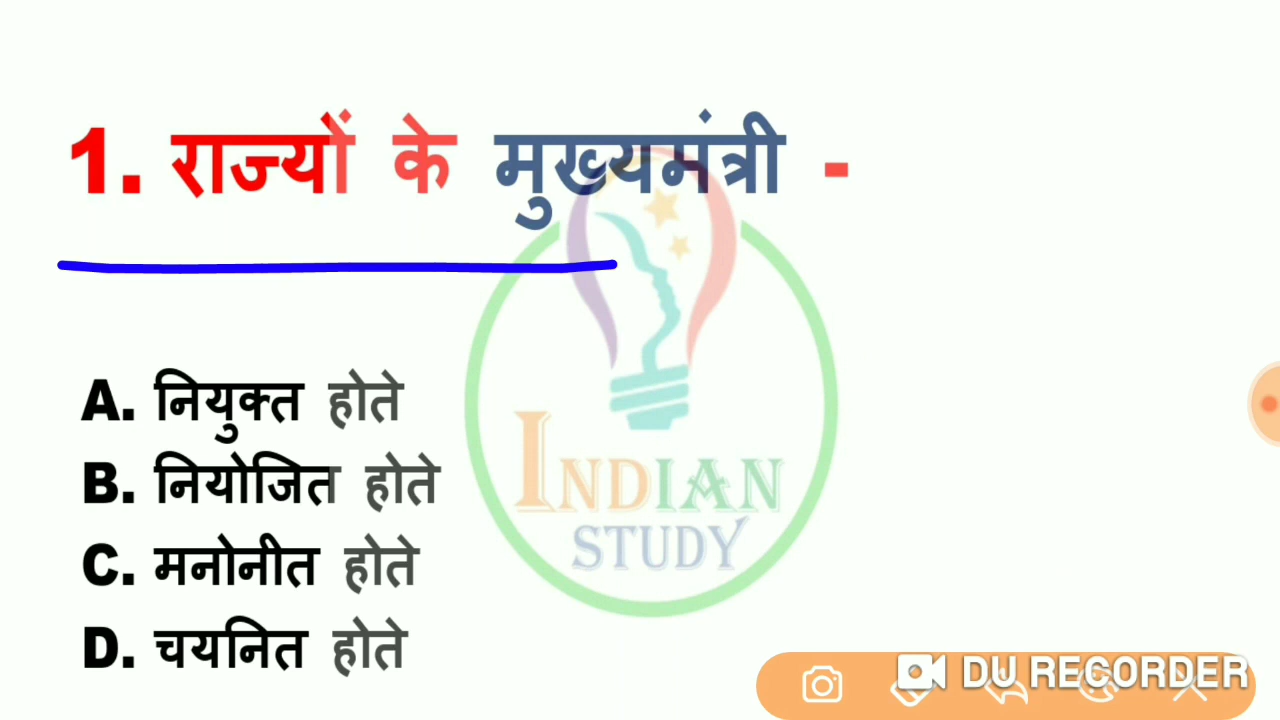 1. राज्यों के मुख्यमंत्री -
A. नियुक्त होते
B. नियोजित होते
C. मनोनीत होते
D. चयनित होते
INDIAN
STUDY
DU RECORDER